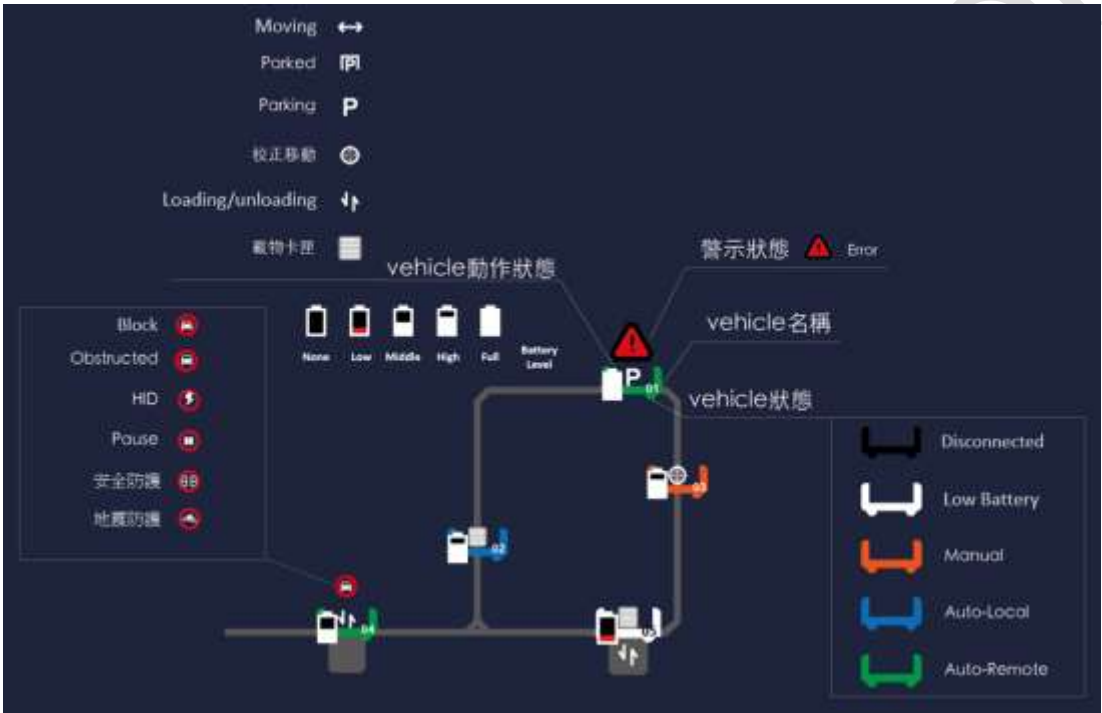 Moving
Parked
P
Parking
P
校正移動
Loading/unloading
載物卡匣
vehicle動作狀態
警示狀態
Error
Block
Obstructed
HID
Pause
安全防護
地震防護
None
Low
Middle
High
Full
Battery
Level
vehicle名稱
P
01
vehicle狀態
03
02
04
05
Disconnected
Low Battery
Manual
Auto-Local
Auto-Remote